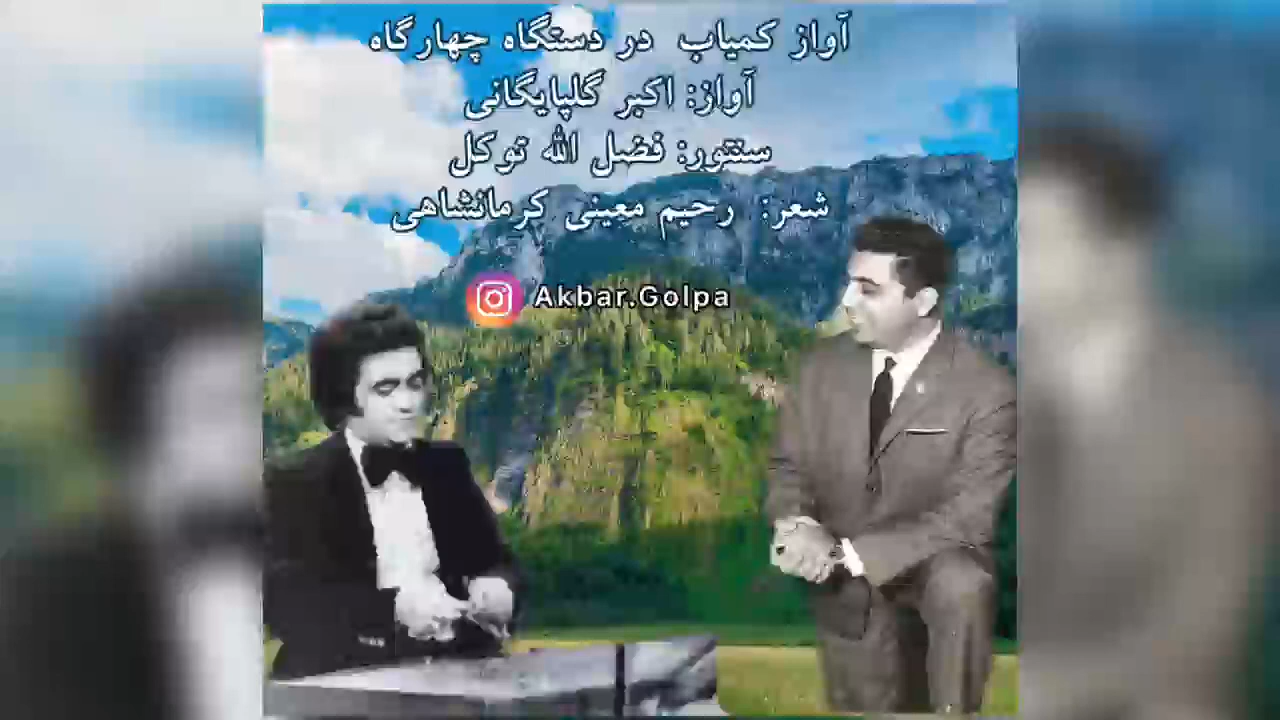 آواز کمیاب در دستگاه چهارگاه
آواز: اکبر گلپایگانی
سنتور: فضل الله توکل
شعر: رحیم معینی کرمانشاهی
Akbar.Golpa